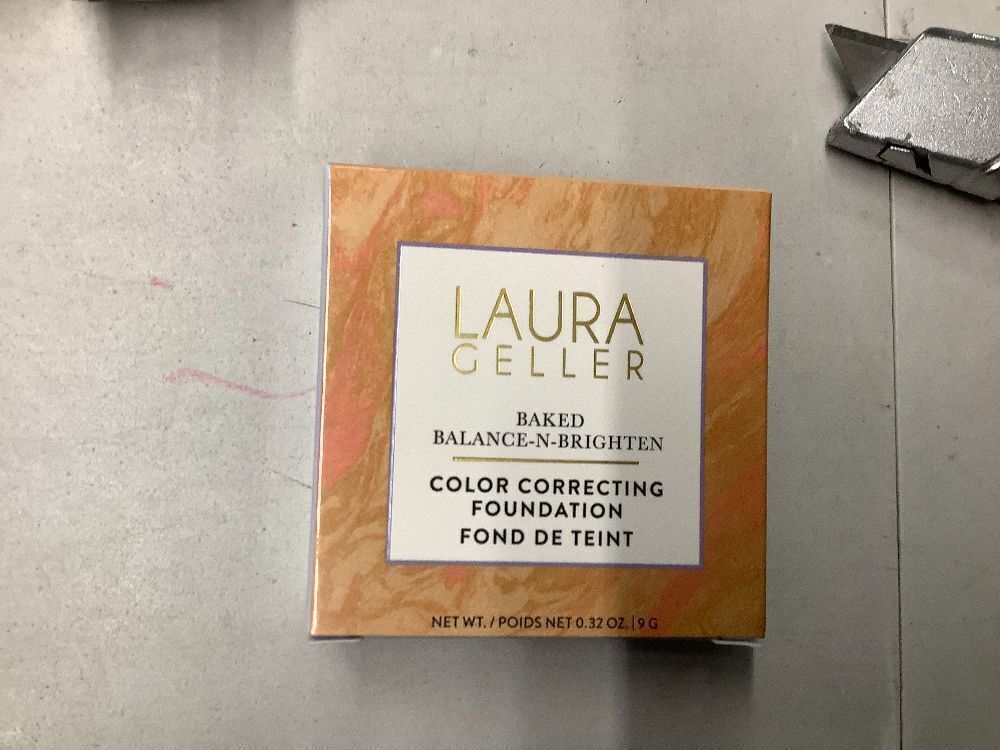 LAURA
GELLER
BAKED
BALANCE-N-BRIGHTEN
COLOR CORRECTING
FOUNDATION
FOND DE TEINT
NET WT. / POIDS NET 0.32 OZ. | 9 G